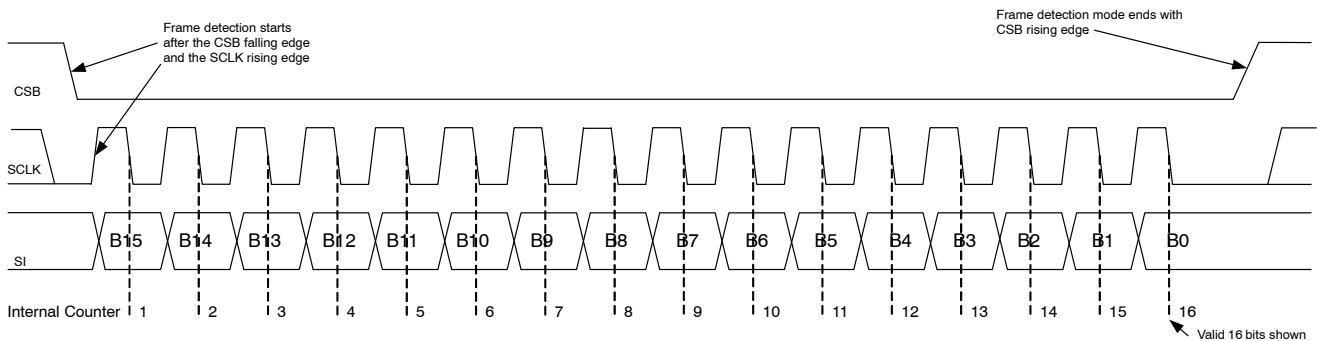 Frame detection starts
after the CSB falling edge
and the SCLK rising edge
Frame detection mode ends with
CSB rising edge
CSB
SCLK
SI
B15 B14 B13 B12 B11 B10 B9 B8 B7 B6 B5 B4 B3 B2 B1 B0
Internal Counter 1 2 3 4 5 6 7 8 9 10 11 12 13 14 15 16
Valid 16 bits shown